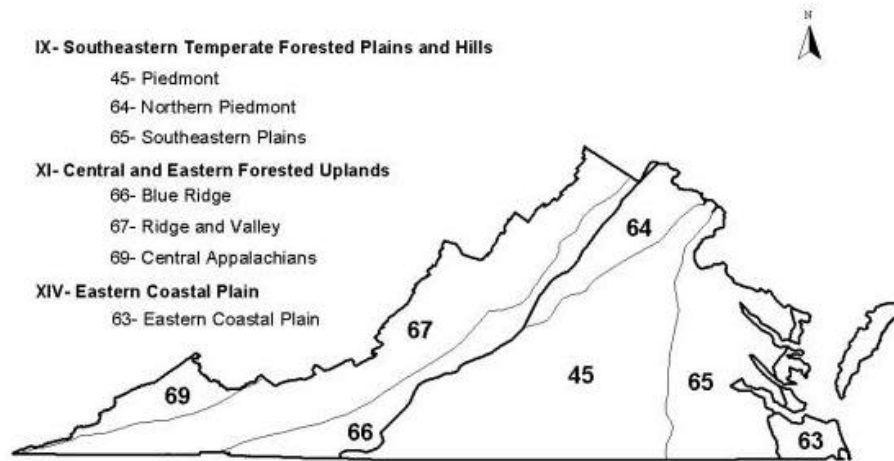 N
IX- Southeastern Temperate Forested Plains and Hills
45- Piedmont
64- Northern Piedmont
65- Southeastern Plains
XI- Central and Eastern Forested Uplands
66- Blue Ridge
67- Ridge and Valley
69- Central Appalachians
XIV- Eastern Coastal Plain
63- Eastern Coastal Plain
64
67
45
65
69
66
63